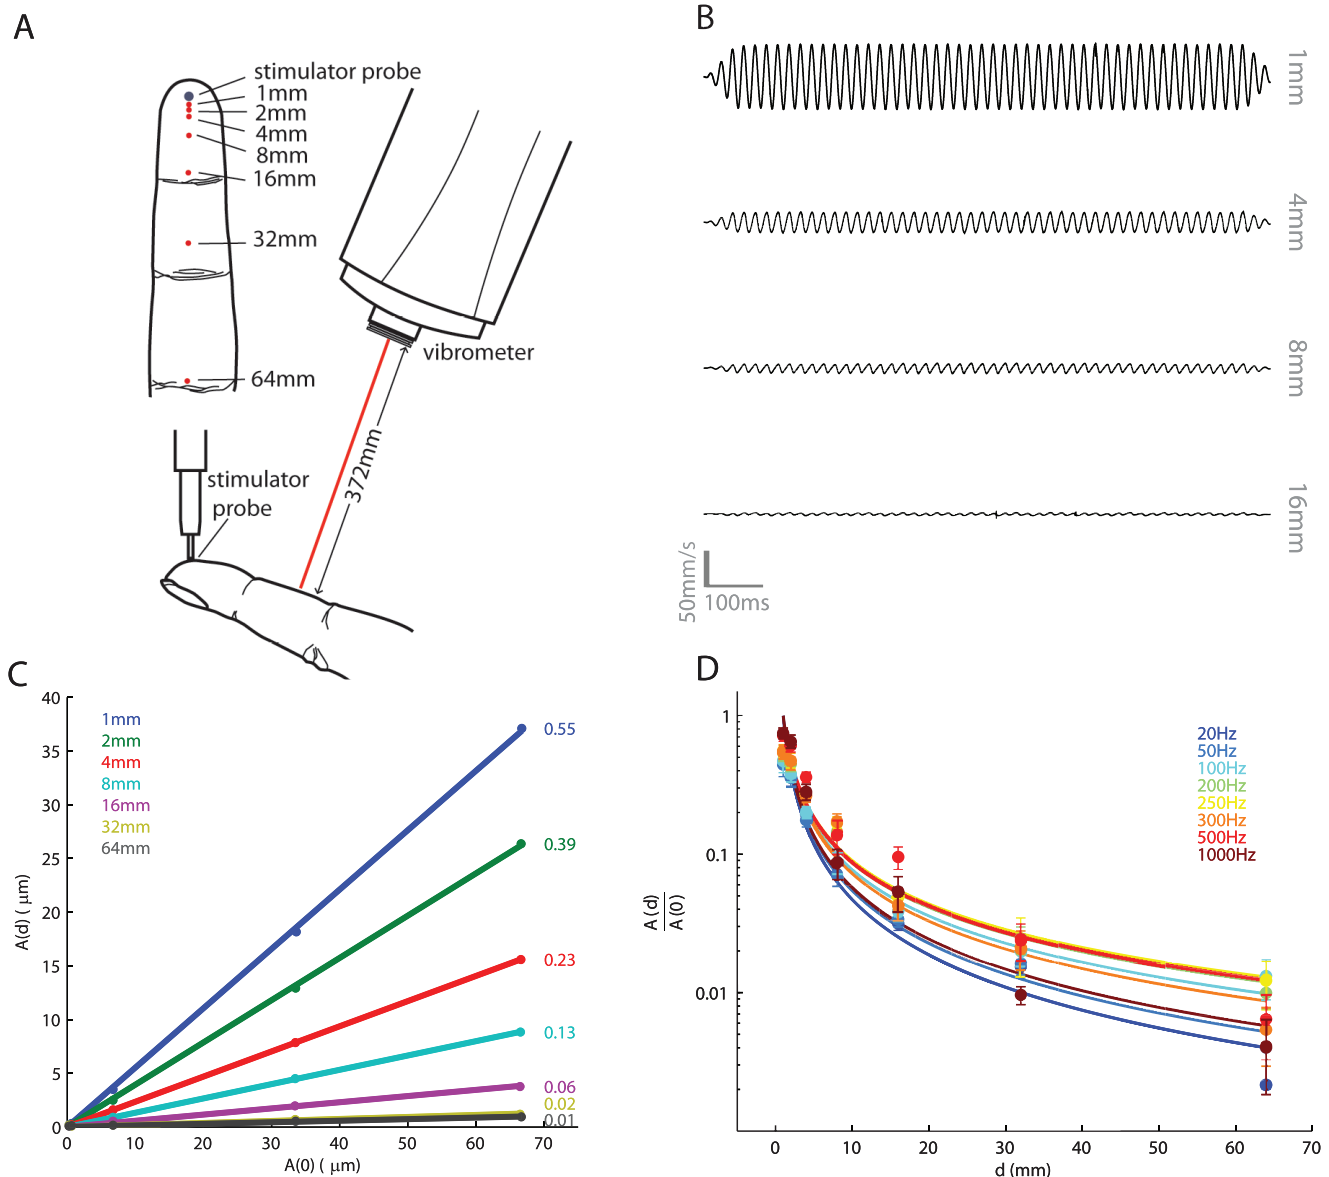 A
stimulator probe
1mm
2mm
4mm
8mm
16mm
32mm
64mm
vibrometer
372mm
stimulator
probe
B
1mm
4mm
8mm
16mm
50mm/s
100ms
C
40
35
30
25
20
15
10
5
0
A(d) ( μm)
1mm
2mm
4mm
8mm
16mm
32mm
64mm
0.55
0.39
0.23
0.13
0.06
0.02
0.01
0 10 20 30 40 50 60 70
A(0) ( μm)
D
1
0.1
0.01
A(d)
A(0)
20Hz
50Hz
100Hz
200Hz
250Hz
300Hz
500Hz
1000Hz
0 10 20 30 40 50 60 70
d (mm)